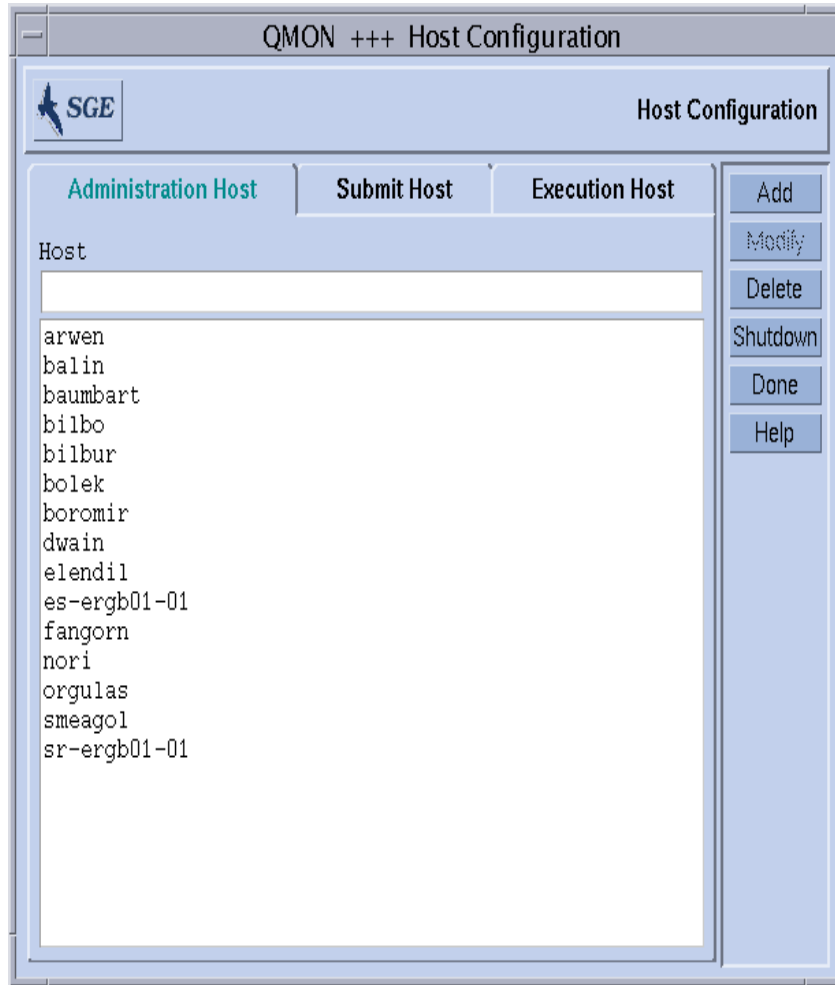 QMON +++ Host Configuration
SGE
Host Configuration
Administration Host
Submit Host
Execution Host
Add
Modify
Delete
Shutdown
Done
Help
Host
arwen
balin
baumbart
bilbo
bilbur
bolek
boromir
dwain
elendil
es-ergb01-01
fangorn
nori
orgulas
smeagol
sr-ergb01-01